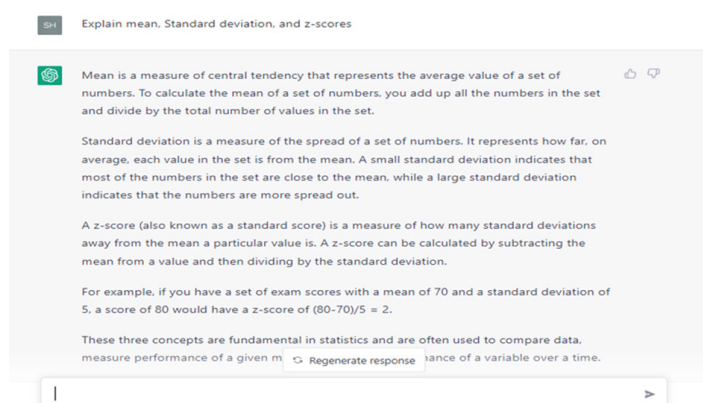 SH
Explain mean, Standard deviation, and z-scores
Mean is a measure of central tendency that represents the average value of a set of
numbers. To calculate the mean of a set of numbers, you add up all the numbers in the set
and divide by the total number of values in the set.
Standard deviation is a measure of the spread of a set of numbers. It represents how far, on
average, each value in the set is from the mean. A small standard deviation indicates that
most of the numbers in the set are close to the mean, while a large standard deviation
indicates that the numbers are more spread out.
A z-score (also known as a standard score) is a measure of how many standard deviations
away from the mean a particular value is. A z-score can be calculated by subtracting the
mean from a value and then dividing by the standard deviation.
For example, if you have a set of exam scores with a mean of 70 and a standard deviation of
5, a score of 80 would have a z-score of (80-70)/5 = 2.
These three concepts are fundamental in statistics and are often used to compare data,
measure performance of a given m
Regenerate response
ance of a variable over a time.